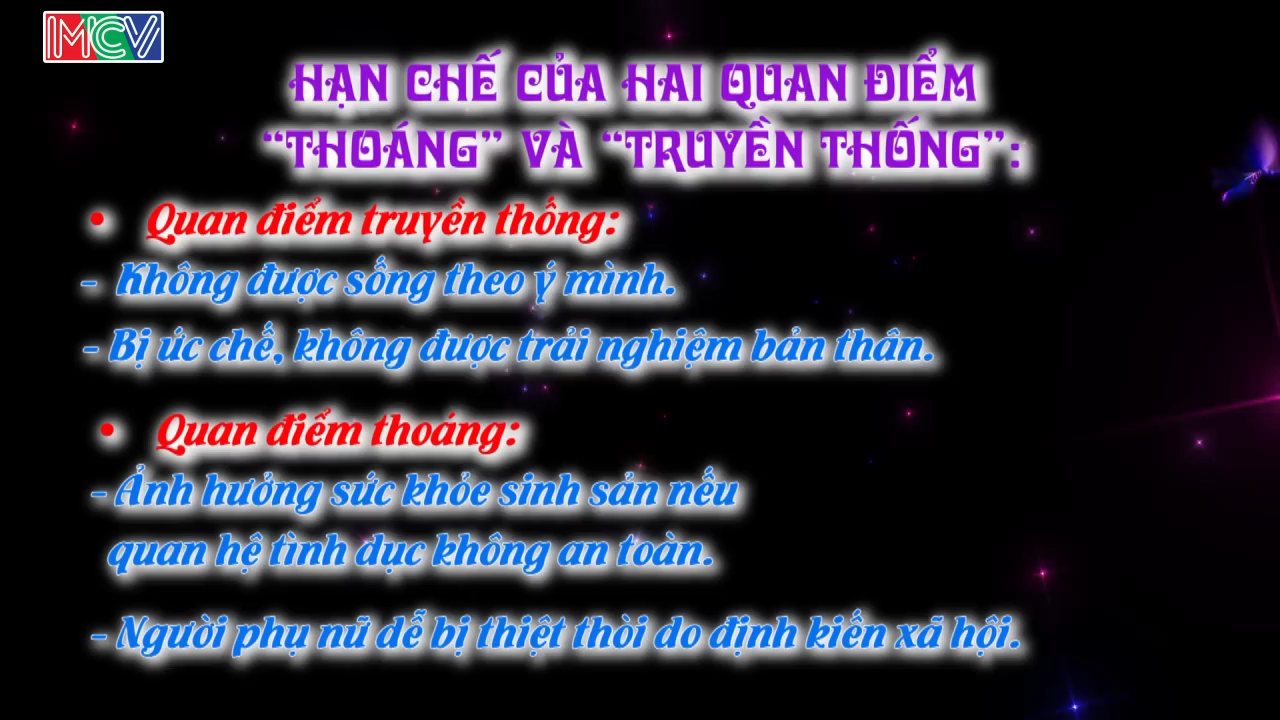 MCV
HẠN CHẾ CỦA HAI QUAN ĐIỂM
“THOÁNG” VÀ “TRUYỀN THỐNG”:
• Quan điểm truyền thống:
- Không được sống theo ý mình.
- Bị ức chế, không được trải nghiệm bản thân.
• Quan điểm thoáng:
- Ảnh hưởng sức khỏe sinh sản nếu
quan hệ tình dục không an toàn.
- Người phụ nữ dễ bị thiệt thòi do định kiến xã hội.